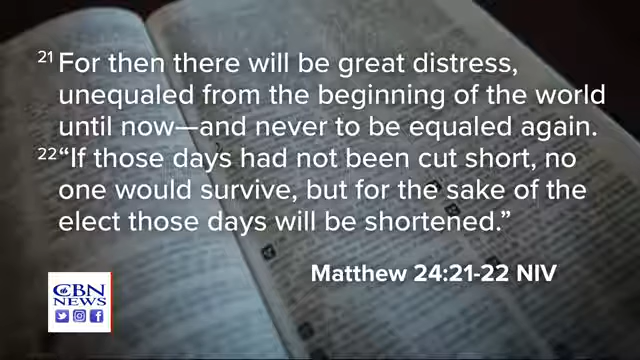 21 For then there will be great distress,
unequaled from the beginning of the world
until now—and never to be equaled again.
22 “If those days had not been cut short, no
one would survive, but for the sake of the
elect those days will be shortened.”
Matthew 24:21-22 NIV
CBN
NEWS